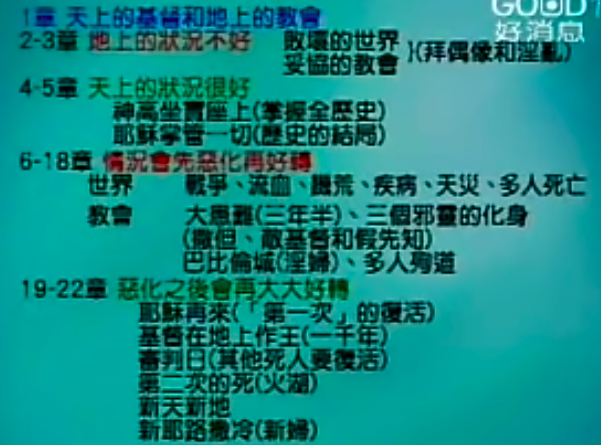 GOOD
好消息
1章 天上的基督和地上的教會
2-3章 地上的狀況不好 敗壞的世界
妥協的教會 }(拜偶像和淫亂)
4-5章 天上的狀況很好
神高坐寶座上(掌握全歷史)
耶穌掌管一切(歷史的結局)
6-18章 情況會先惡化再好轉
世界 戰爭、流血、饑荒、疾病、天災、多人死亡
教會 大患難(三年半)、三個邪靈的化身
(撒但、敵基督和假先知)
巴比倫城(淫婦)、多人殉道
19-22章 惡化之後會再大大好轉
耶穌再來(「第一次」的復活)
基督在地上作王(一千年)
審判日(其他死人要復活)
第二次的死(火湖)
新天新地
新耶路撒冷(新婦)